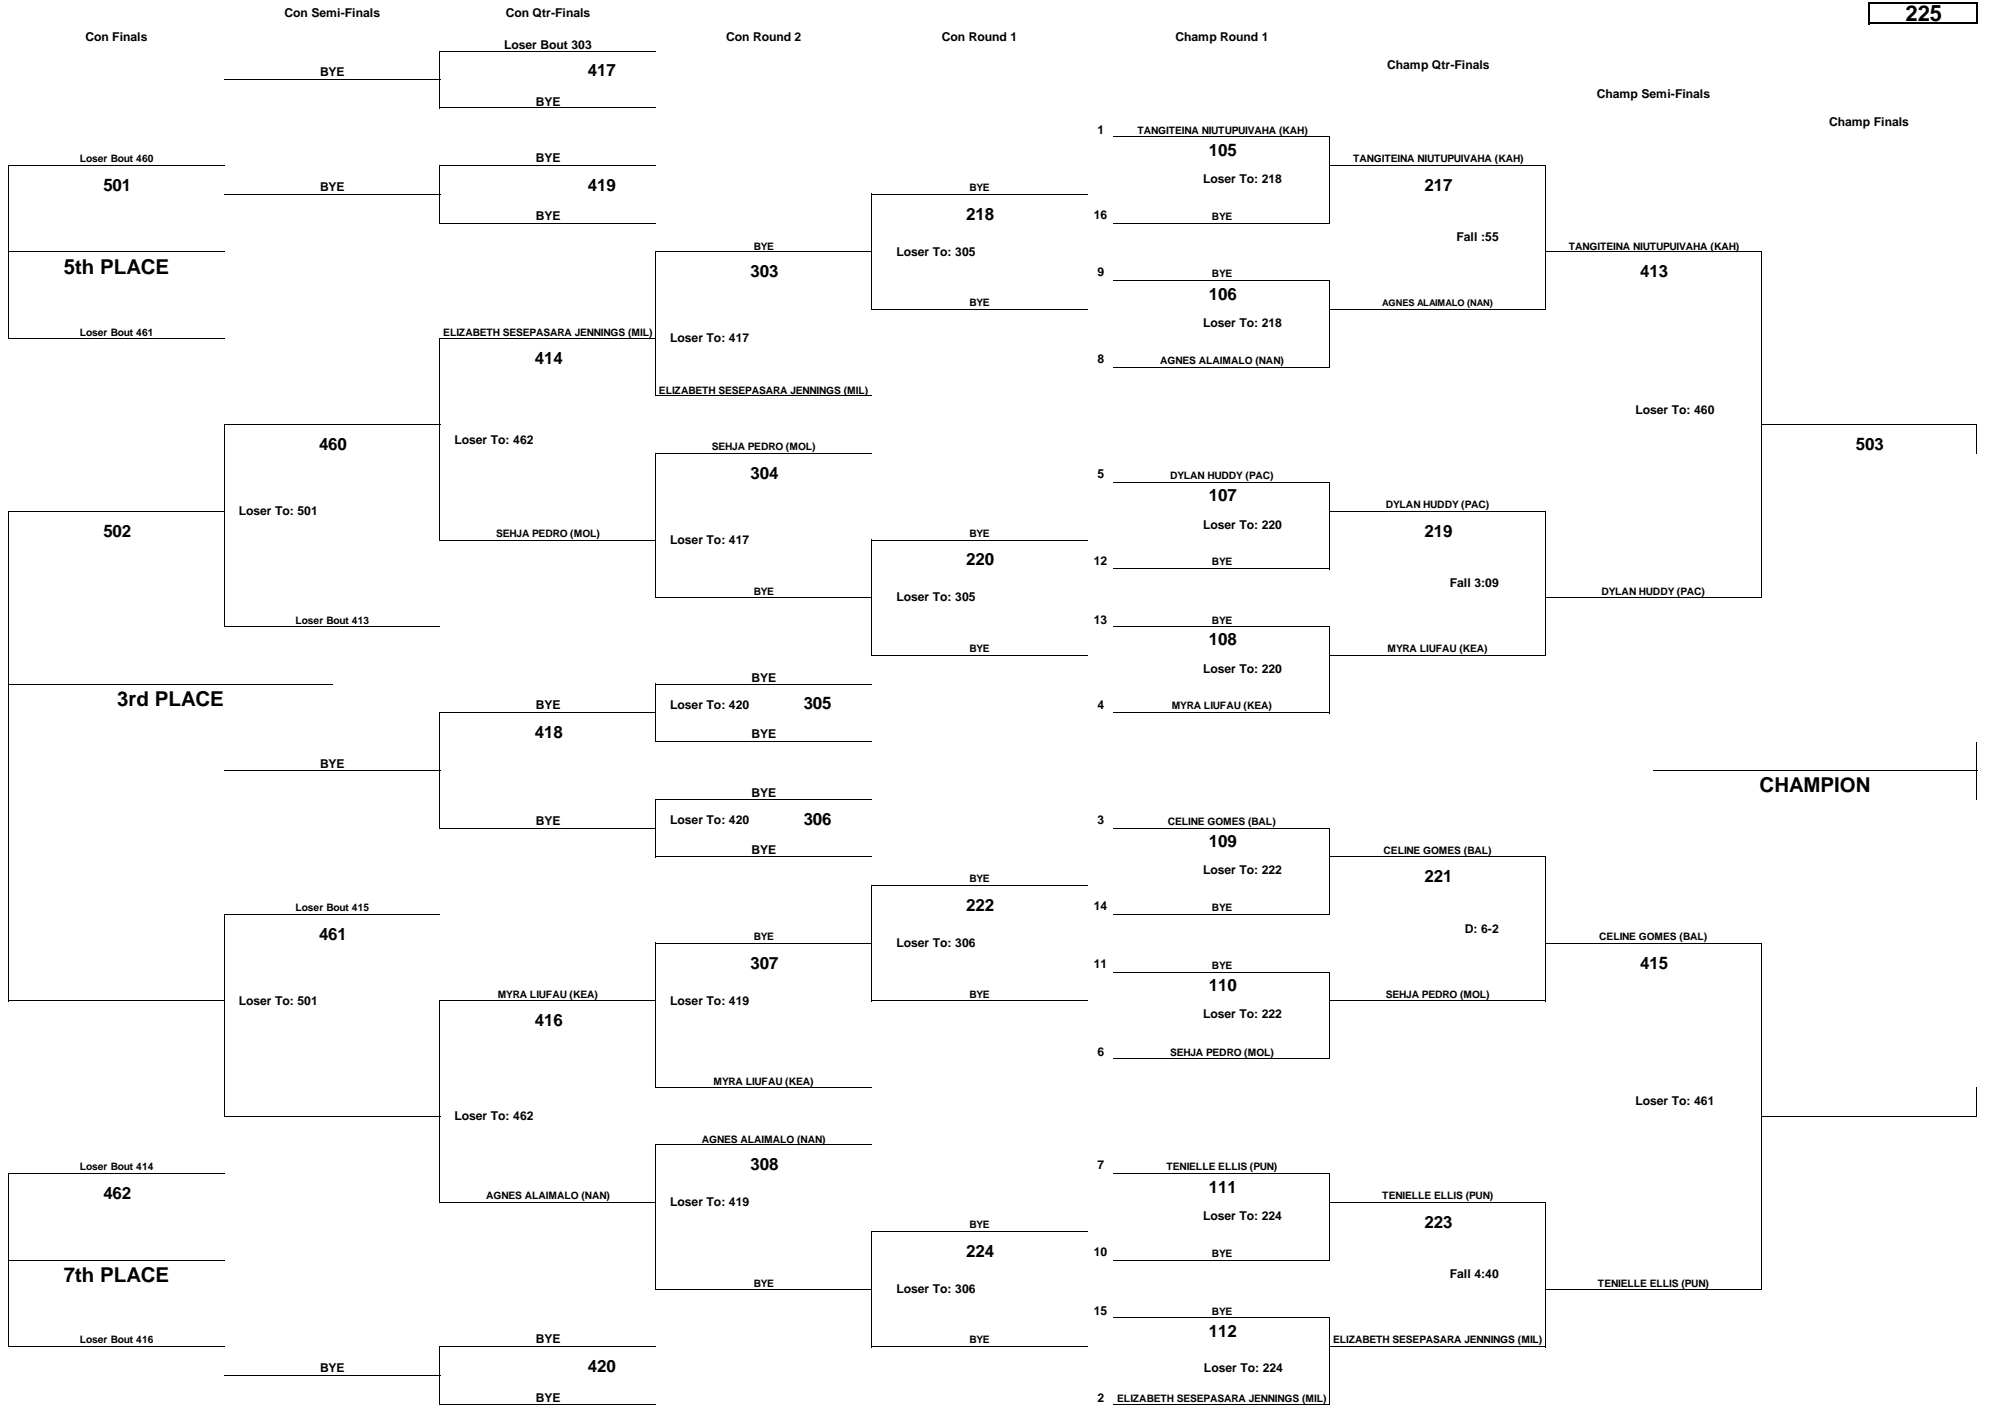 225
Con Semi-Finals
Con Qtr-Finals
Con Finals
Con Round 2
Con Round 1
Champ Round 1
Champ Qtr-Finals
Champ Semi-Finals
Champ Finals
Loser Bout 460
501
5th PLACE
Loser Bout 461
502
3rd PLACE
Loser Bout 414
462
7th PLACE
Loser Bout 416
BYE
BYE
460
Loser To: 501
Loser Bout 413
BYE
Loser Bout 415
461
Loser To: 501
BYE
Loser Bout 303
417
BYE
BYE
419
BYE
ELIZABETH SESEPASARA JENNINGS (MIL)
414
Loser To: 462
SEHJA PEDRO (MOL)
BYE
418
BYE
MYRA LIUFAU (KEA)
416
Loser To: 462
AGNES ALAIMALO (NAN)
BYE
420
BYE
BYE
303
Loser To: 417
ELIZABETH SESEPASARA JENNINGS (MIL)
SEHJA PEDRO (MOL)
304
Loser To: 417
BYE
BYE
Loser To: 420 305
BYE
BYE
Loser To: 420 306
BYE
BYE
307
Loser To: 419
MYRA LIUFAU (KEA)
AGNES ALAIMALO (NAN)
308
Loser To: 419
BYE
BYE
218
Loser To: 305
BYE
BYE
220
Loser To: 305
BYE
BYE
222
Loser To: 306
BYE
BYE
224
Loser To: 306
BYE
1 TANGITEINA NIUTUPUIVAHA (KAH)
105
Loser To: 218
16 BYE
9 BYE
106
Loser To: 218
8 AGNES ALAIMALO (NAN)
5 DYLAN HUDDY (PAC)
107
Loser To: 220
12 BYE
13 BYE
108
Loser To: 220
4 MYRA LIUFAU (KEA)
3 CELINE GOMES (BAL)
109
Loser To: 222
14 BYE
11 BYE
110
Loser To: 222
6 SEHJA PEDRO (MOL)
7 TENIELLE ELLIS (PUN)
111
Loser To: 224
10 BYE
15 BYE
112
Loser To: 224
2 ELIZABETH SESEPASARA JENNINGS (MIL)
TANGITEINA NIUTUPUIVAHA (KAH)
217
Fall :55
AGNES ALAIMALO (NAN)
DYLAN HUDDY (PAC)
219
Fall 3:09
MYRA LIUFAU (KEA)
CELINE GOMES (BAL)
221
D: 6-2
SEHJA PEDRO (MOL)
TENIELLE ELLIS (PUN)
223
Fall 4:40
ELIZABETH SESEPASARA JENNINGS (MIL)
TANGITEINA NIUTUPUIVAHA (KAH)
413
Loser To: 460
DYLAN HUDDY (PAC)
CELINE GOMES (BAL)
415
Loser To: 461
TENIELLE ELLIS (PUN)
503
CHAMPION